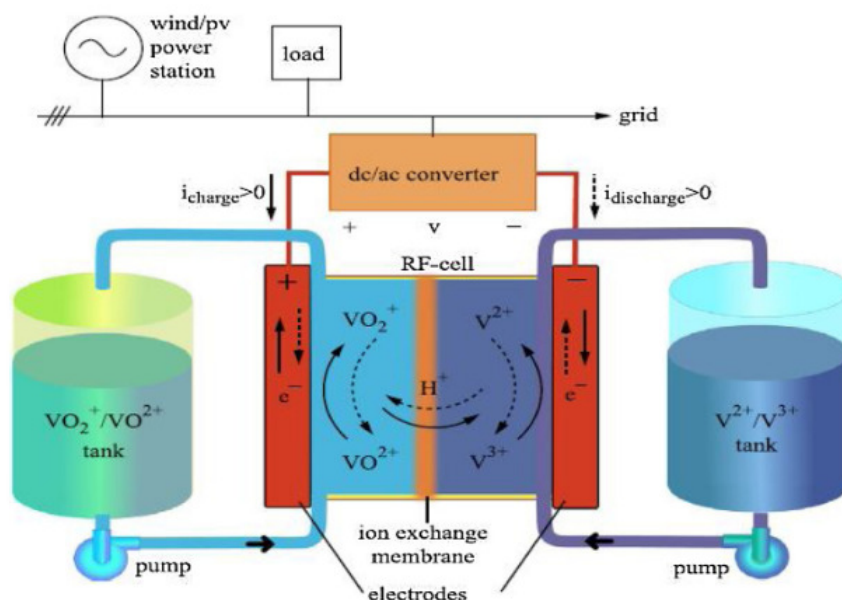 wind/pv
power
station
load
grid
dc/ac converter
i_charge>0
i_discharge>0
+ v −
RF-cell
+
−
VO₂⁺
V²⁺
e⁻
H⁺
e⁻
VO²⁺
V³⁺
VO₂⁺/VO²⁺
tank
V²⁺/V³⁺
tank
ion exchange
membrane
pump
pump
electrodes